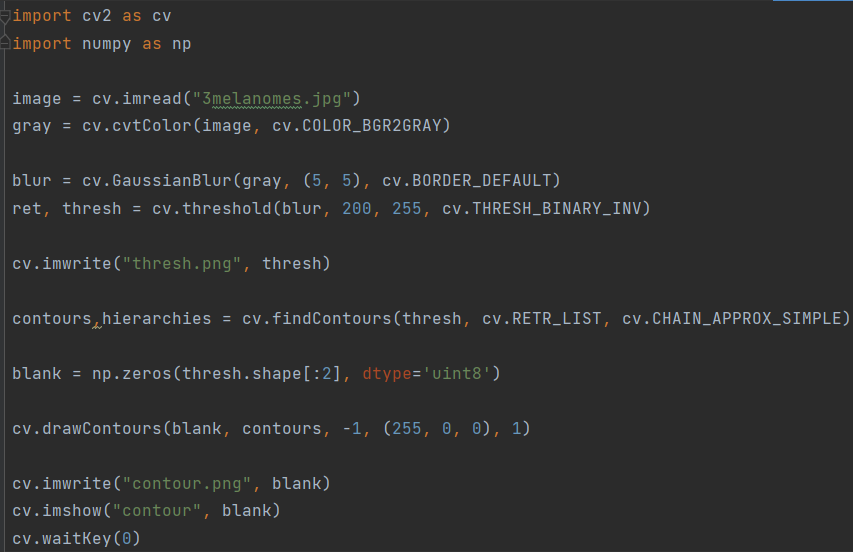 import cv2 as cv
import numpy as np
image = cv.imread("3melanomes.jpg")
gray = cv.cvtColor(image, cv.COLOR_BGR2GRAY)
blur = cv.GaussianBlur(gray, (5, 5), cv.BORDER_DEFAULT)
ret, thresh = cv.threshold(blur, 200, 255, cv.THRESH_BINARY_INV)
cv.imwrite("thresh.png", thresh)
contours,hierarchies = cv.findContours(thresh, cv.RETR_LIST, cv.CHAIN_APPROX_SIMPLE)
blank = np.zeros(thresh.shape[:2], dtype='uint8')
cv.drawContours(blank, contours, -1, (255, 0, 0), 1)
cv.imwrite("contour.png", blank)
cv.imshow("contour", blank)
cv.waitKey(0)